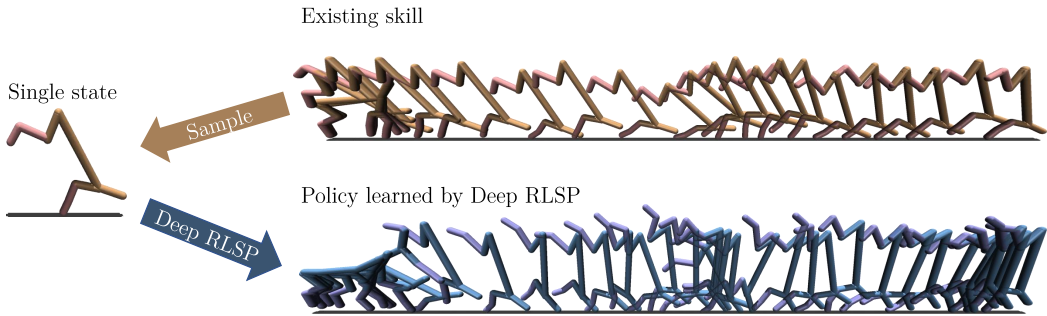 Existing skill
Single state
Sample
Policy learned by Deep RLSP
Deep RLSP